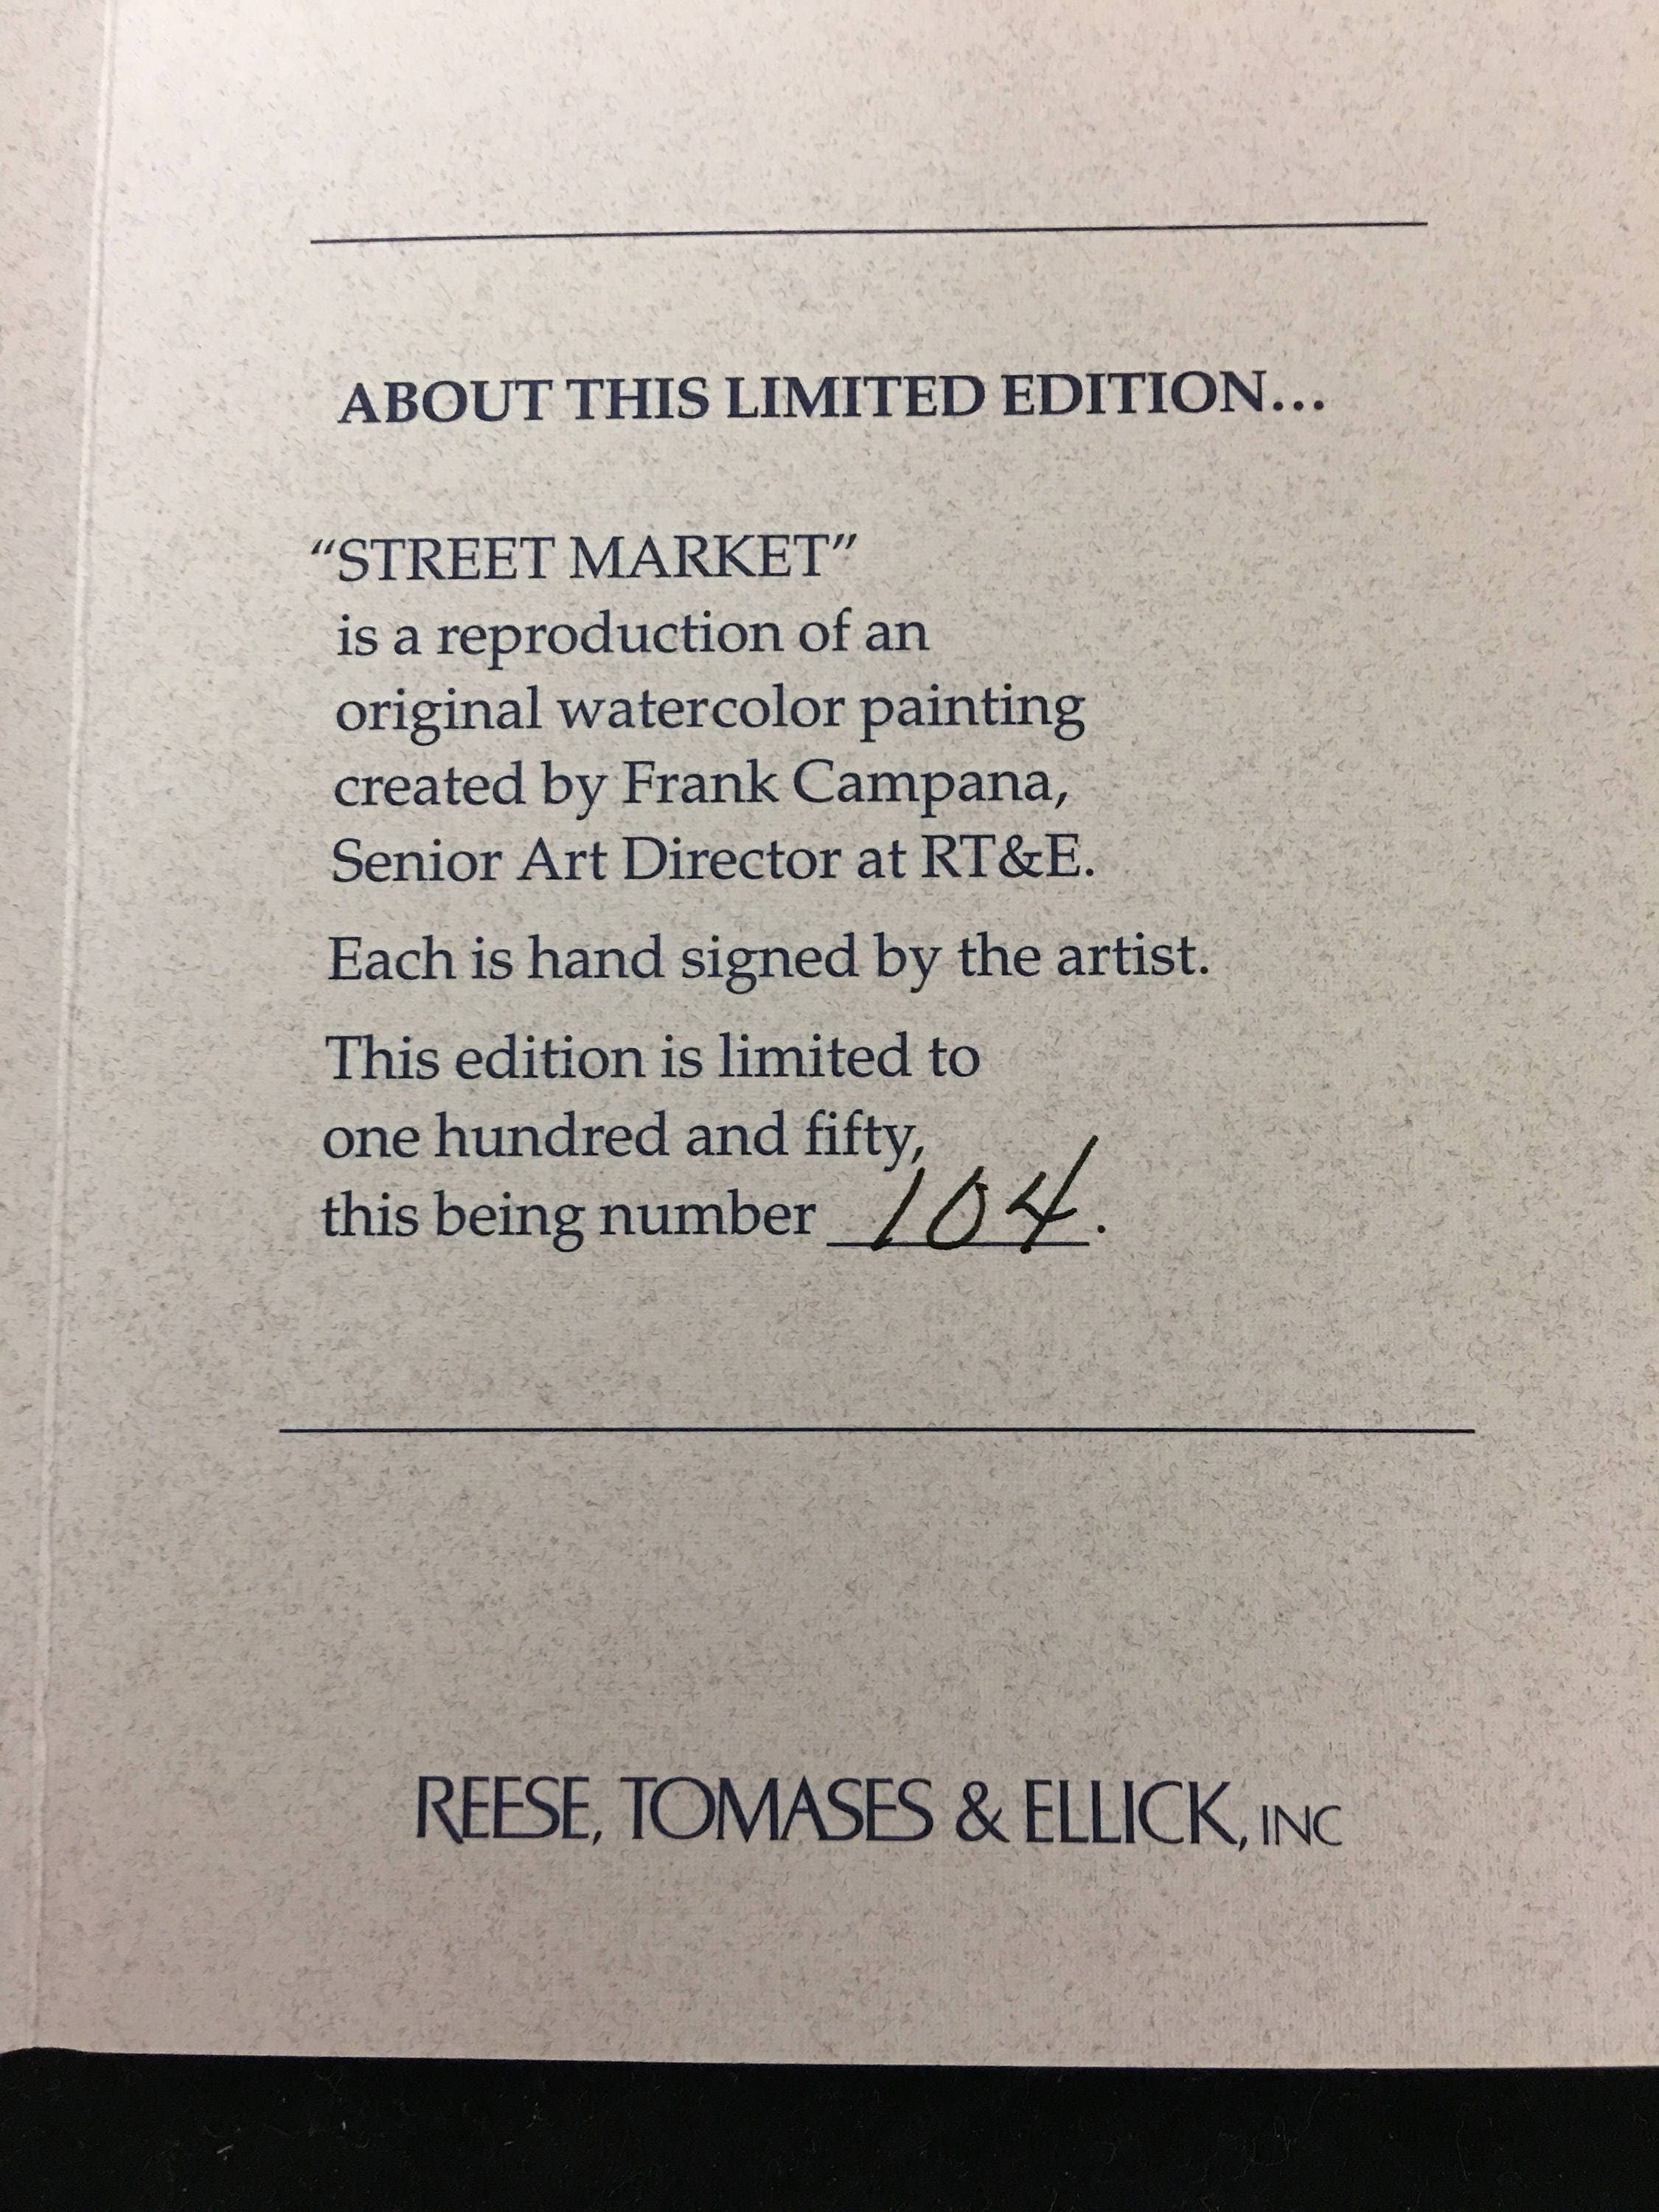 ABOUT THIS LIMITED EDITION...
“STREET MARKET”
is a reproduction of an
original watercolor painting
created by Frank Campana,
Senior Art Director at RT&E.
Each is hand signed by the artist.
This edition is limited to
one hundred and fifty,
this being number 104.
REESE, TOMASES & ELLICK, INC